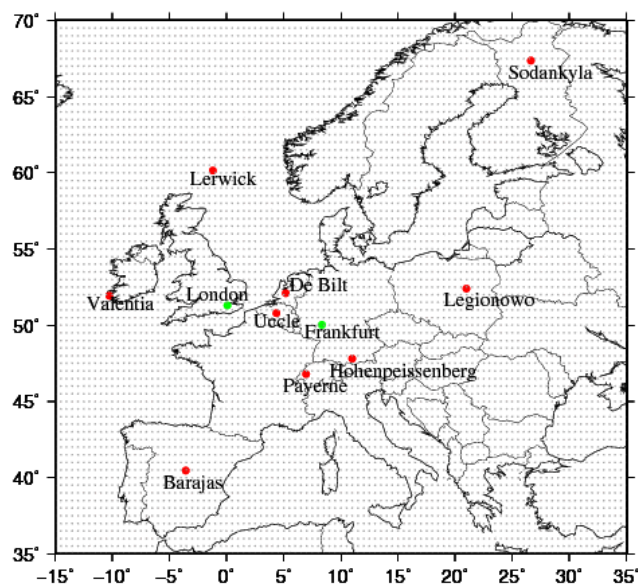 70°
Sodankyla
65°
Lerwick
60°
55°
De Bilt
London
Valentia
Legionowo
Uccle
Frankfurt
50°
Hohenpeissenberg
Payerne
45°
Barajas
40°
35°
−15° −10° −5° 0° 5° 10° 15° 20° 25° 30° 35°